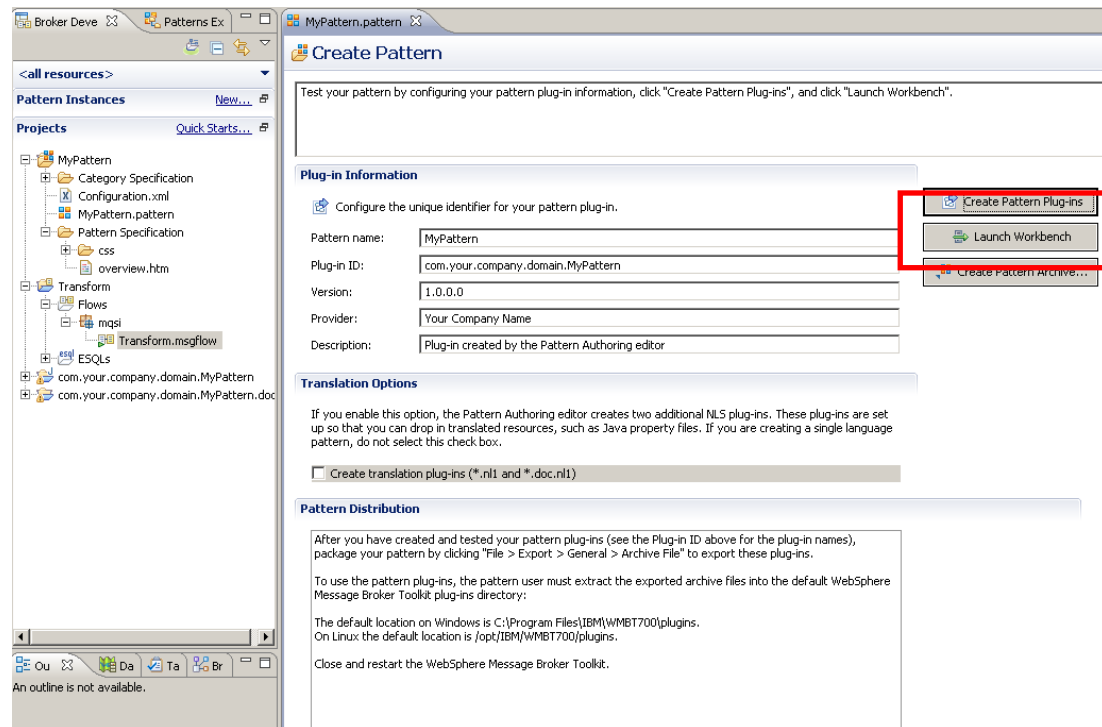 Broker Deve
Patterns Ex
<all resources>
Pattern Instances New...
Projects Quick Starts...
MyPattern
Category Specification
Configuration.xml
MyPattern.pattern
Pattern Specification
css
overview.htm
Transform
Flows
mqsi
Transform.msgflow
ESQLs
com.your.company.domain.MyPattern
com.your.company.domain.MyPattern.doc
Ou Da Ta Br
An outline is not available.
MyPattern.pattern
Create Pattern
Test your pattern by configuring your pattern plug-in information, click "Create Pattern Plug-ins", and click "Launch Workbench".
Plug-in Information
Configure the unique identifier for your pattern plug-in.
Pattern name: MyPattern
Plug-in ID: com.your.company.domain.MyPattern
Version: 1.0.0.0
Provider: Your Company Name
Description: Plug-in created by the Pattern Authoring editor
Create Pattern Plug-ins
Launch Workbench
Create Pattern Archive...
Translation Options
If you enable this option, the Pattern Authoring editor creates two additional NLS plug-ins. These plug-ins are set
up so that you can drop in translated resources, such as Java property files. If you are creating a single language
pattern, do not select this check box.
Create translation plug-ins (*.nl1 and *.doc.nl1)
Pattern Distribution
After you have created and tested your pattern plug-ins (see the Plug-in ID above for the plug-in names),
package your pattern by clicking "File > Export > General > Archive File" to export these plug-ins.
To use the pattern plug-ins, the pattern user must extract the exported archive files into the default WebSphere
Message Broker Toolkit plug-ins directory:
The default location on Windows is C:\Program Files\IBM\WMBT700\plugins.
On Linux the default location is /opt/IBM/WMBT700/plugins.
Close and restart the WebSphere Message Broker Toolkit.